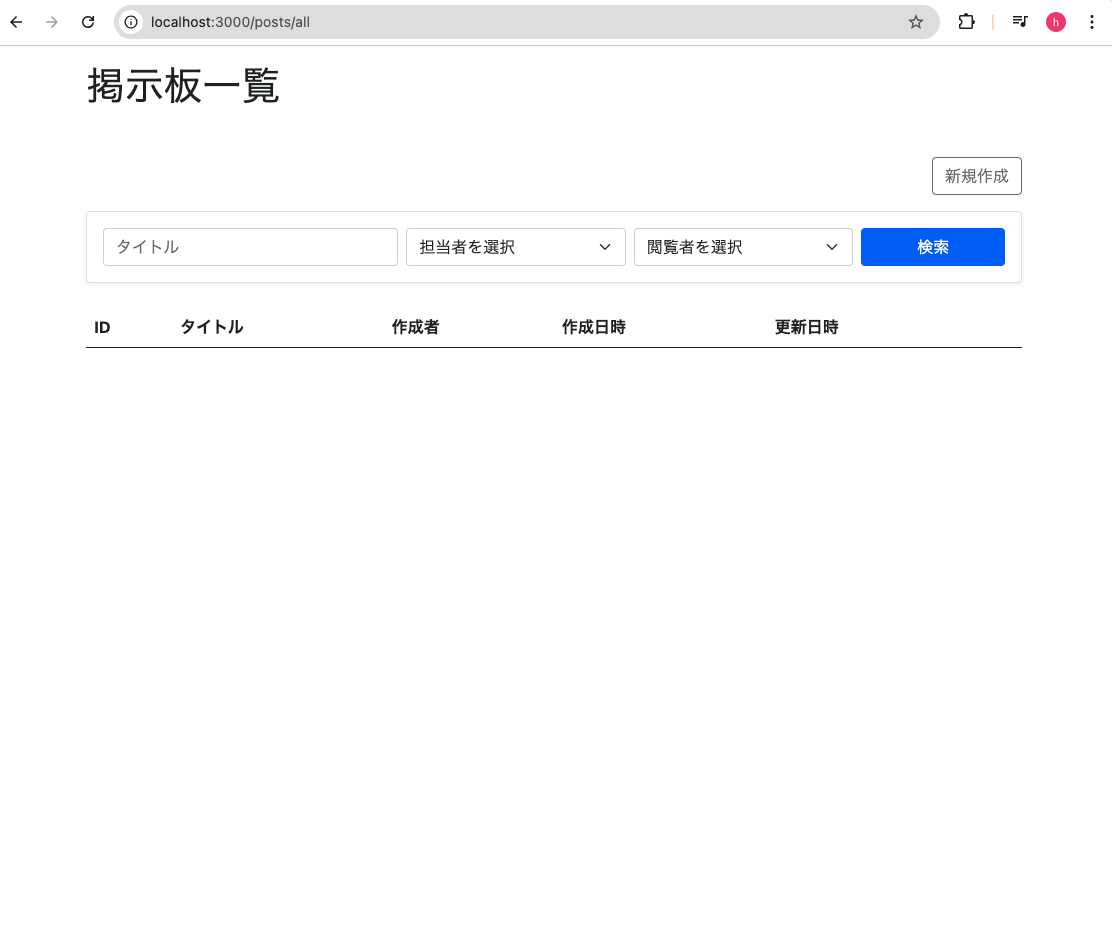 localhost:3000/posts/all
h
掲示板一覧
新規作成
タイトル 担当者を選択 閲覧者を選択 検索
ID タイトル 作成者 作成日時 更新日時